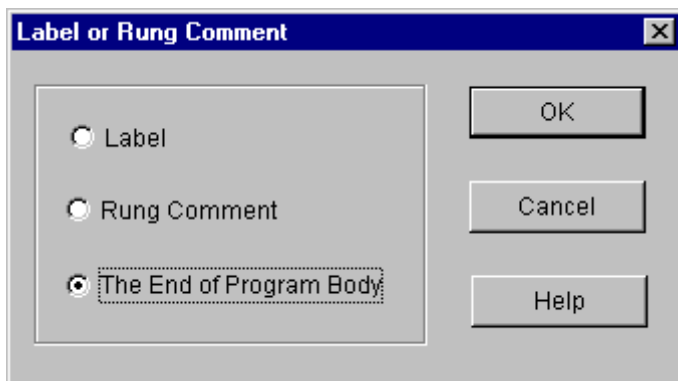 Label or Rung Comment
Label
Rung Comment
The End of Program Body
OK
Cancel
Help